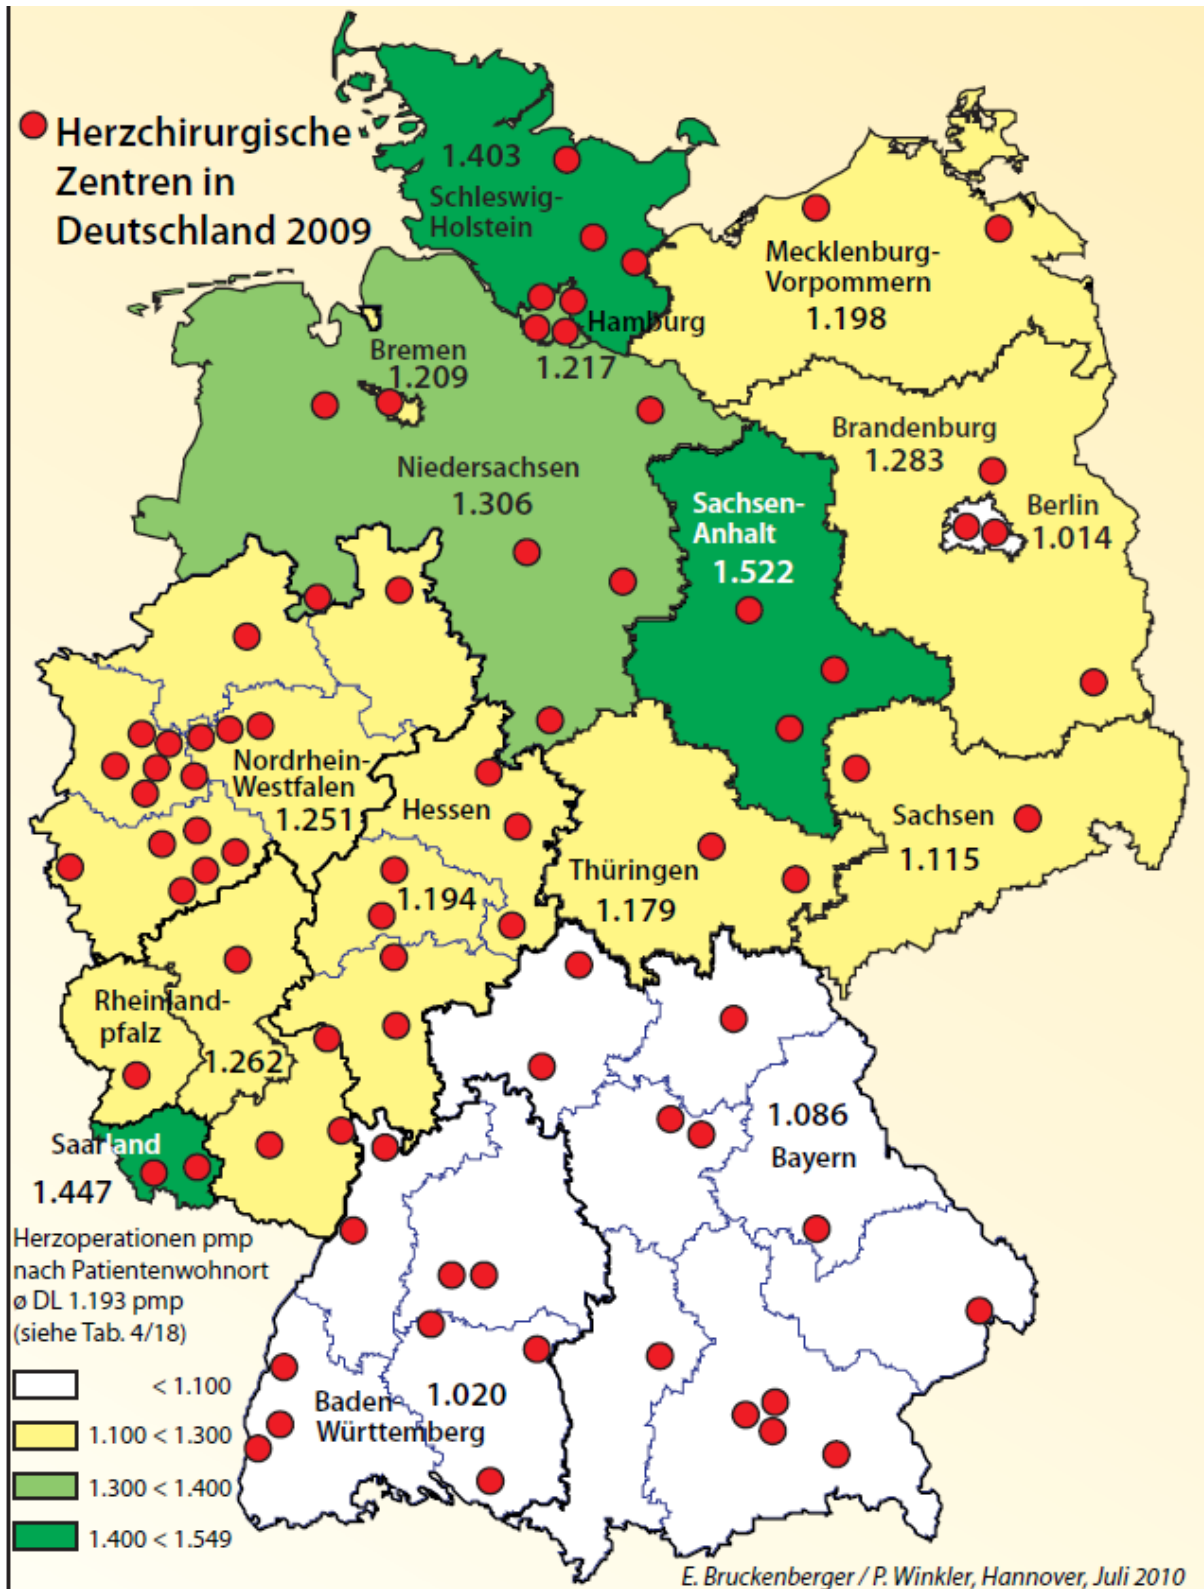 Herzchirurgische
Zentren in
Deutschland 2009
1.403
Schleswig-
Holstein
Mecklenburg-
Vorpommern
1.198
Hamburg
1.217
Bremen
1.209
Brandenburg
1.283
Niedersachsen
1.306
Sachsen-
Anhalt
1.522
Berlin
1.014
Nordrhein-
Westfalen
1.251
Hessen
1.194
Thüringen
1.179
Sachsen
1.115
Rheinland-
pfalz
1.262
Saarland
1.447
1.086
Bayern
Baden-
Württemberg
1.020
Herzoperationen pmp
nach Patientenwohnort
ø DL 1.193 pmp
(siehe Tab. 4/18)
< 1.100
1.100 < 1.300
1.300 < 1.400
1.400 < 1.549
E. Bruckenberger / P. Winkler, Hannover, Juli 2010